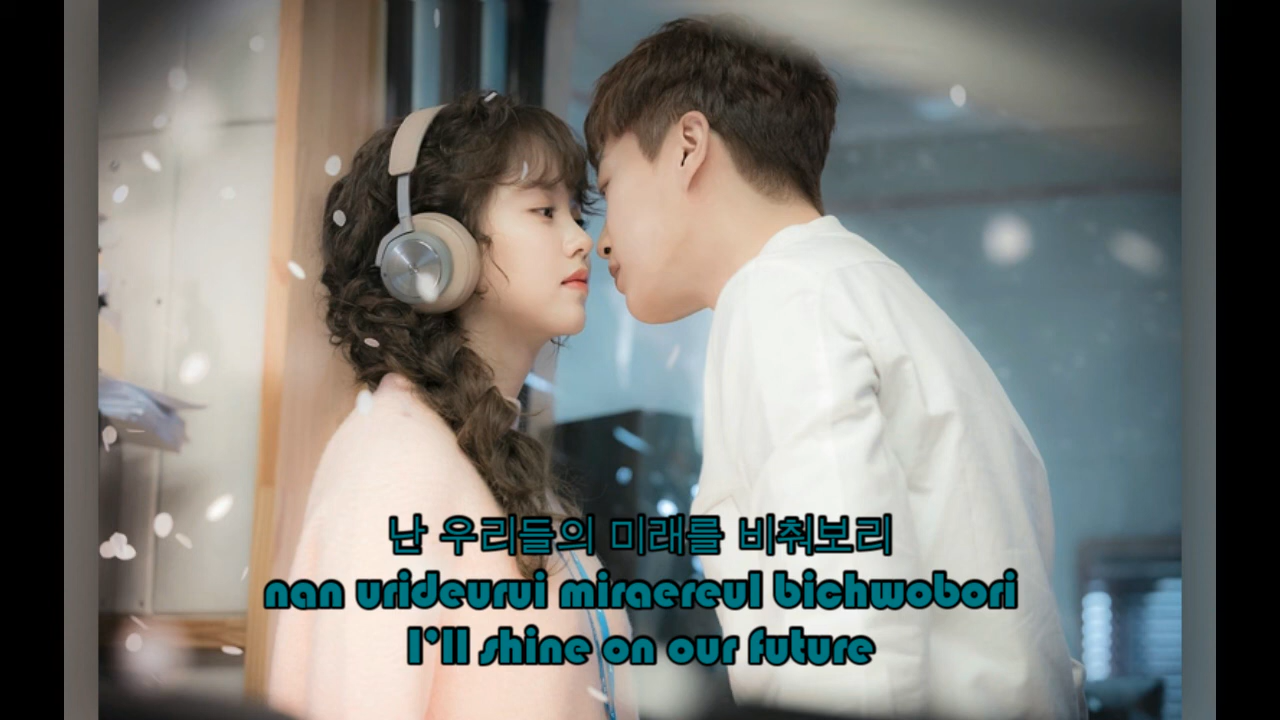 난 우리들의 미래를 비춰보리
nan urideurui miraereul bichwobori
I'll shine on our future